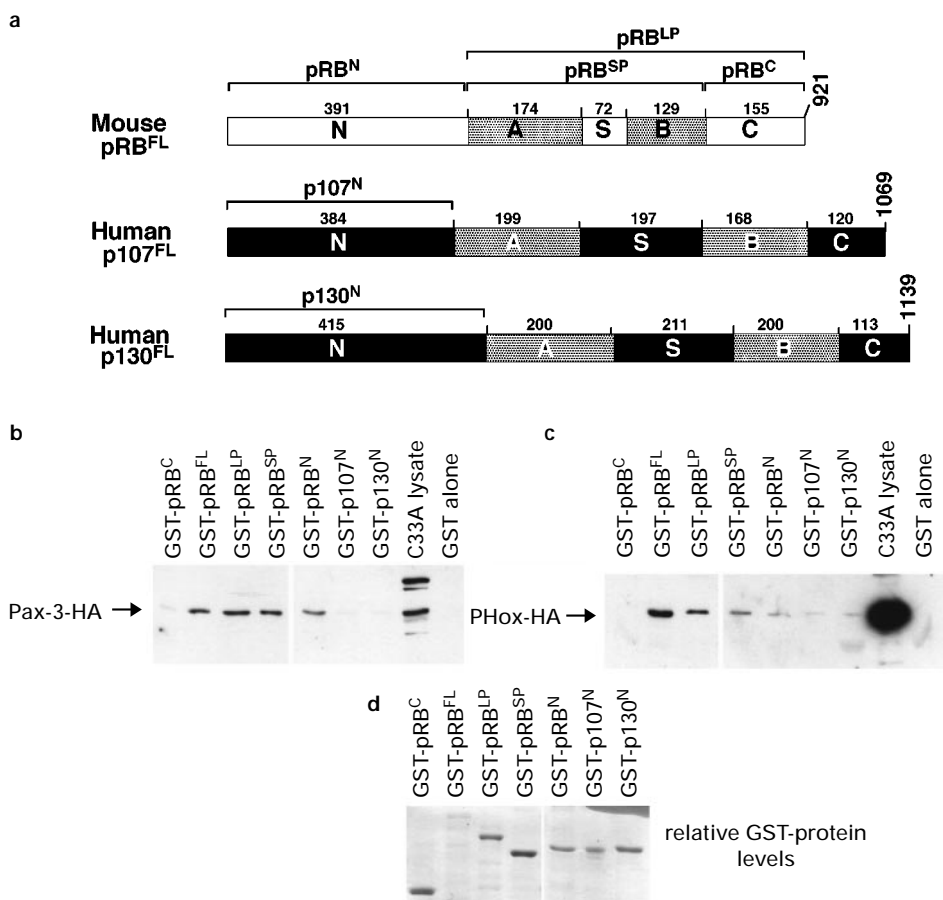 a
pRB^LP
pRB^N pRB^SP pRB^C
921
391 174 72 129 155
Mouse N A S B C
pRB^FL
p107^N
1069
384 199 197 168 120
Human N A S B C
p107^FL
p130^N
1139
415 200 211 200 113
Human N A S B C
p130^FL
b
GST-pRB^C
GST-pRB^FL
GST-pRB^LP
GST-pRB^SP
GST-pRB^N
GST-p107^N
GST-p130^N
C33A lysate
GST alone
Pax-3-HA →
c
GST-pRB^C
GST-pRB^FL
GST-pRB^LP
GST-pRB^SP
GST-pRB^N
GST-p107^N
GST-p130^N
C33A lysate
GST alone
PHox-HA →
d
GST-pRB^C
GST-pRB^FL
GST-pRB^LP
GST-pRB^SP
GST-pRB^N
GST-p107^N
GST-p130^N
relative GST-protein
levels